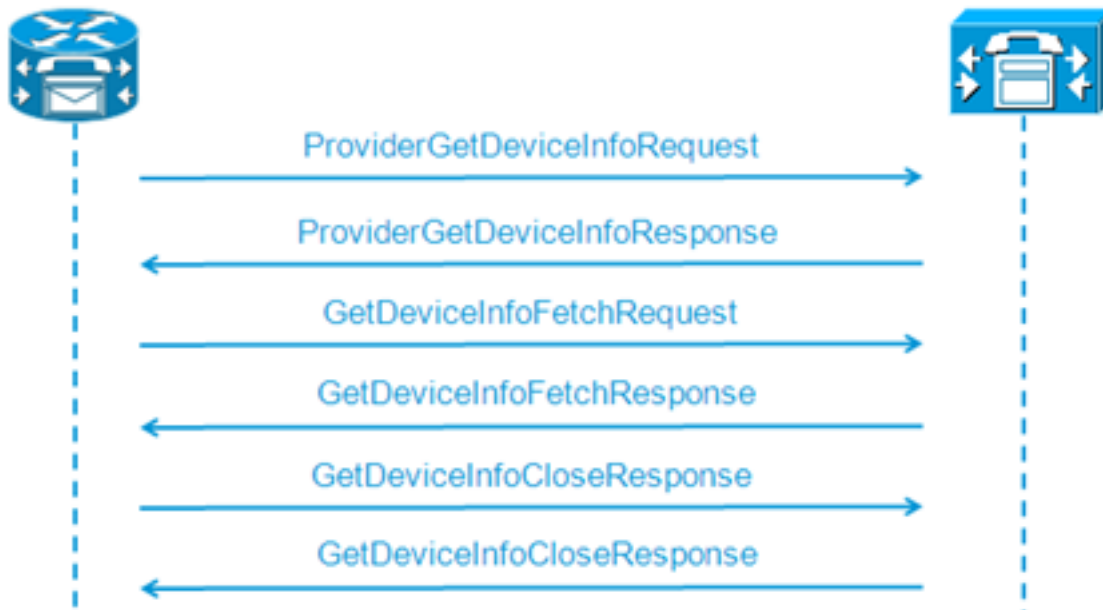 ProviderGetDeviceInfoRequest
ProviderGetDeviceInfoResponse
GetDeviceInfoFetchRequest
GetDeviceInfoFetchResponse
GetDeviceInfoCloseResponse
GetDeviceInfoCloseResponse